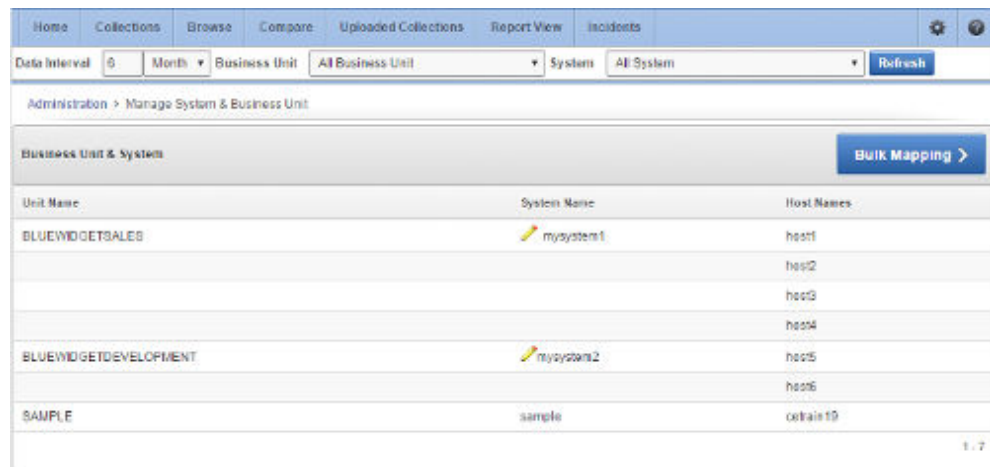 Home Collections Browse Compare Uploaded Collections Report View Incidents
Data Interval 6 Month Business Unit All Business Unit System All System Refresh
Administration > Manage System & Business Unit
Business Unit & System Bulk Mapping
Unit Name System Name Host Names
BLUEWIDGETSALES mysystem1 host1
host2
host3
host4
BLUEWIDGETDEVELOPMENT mysystem2 host5
host6
SAMPLE sample cetrain19
1 - 7